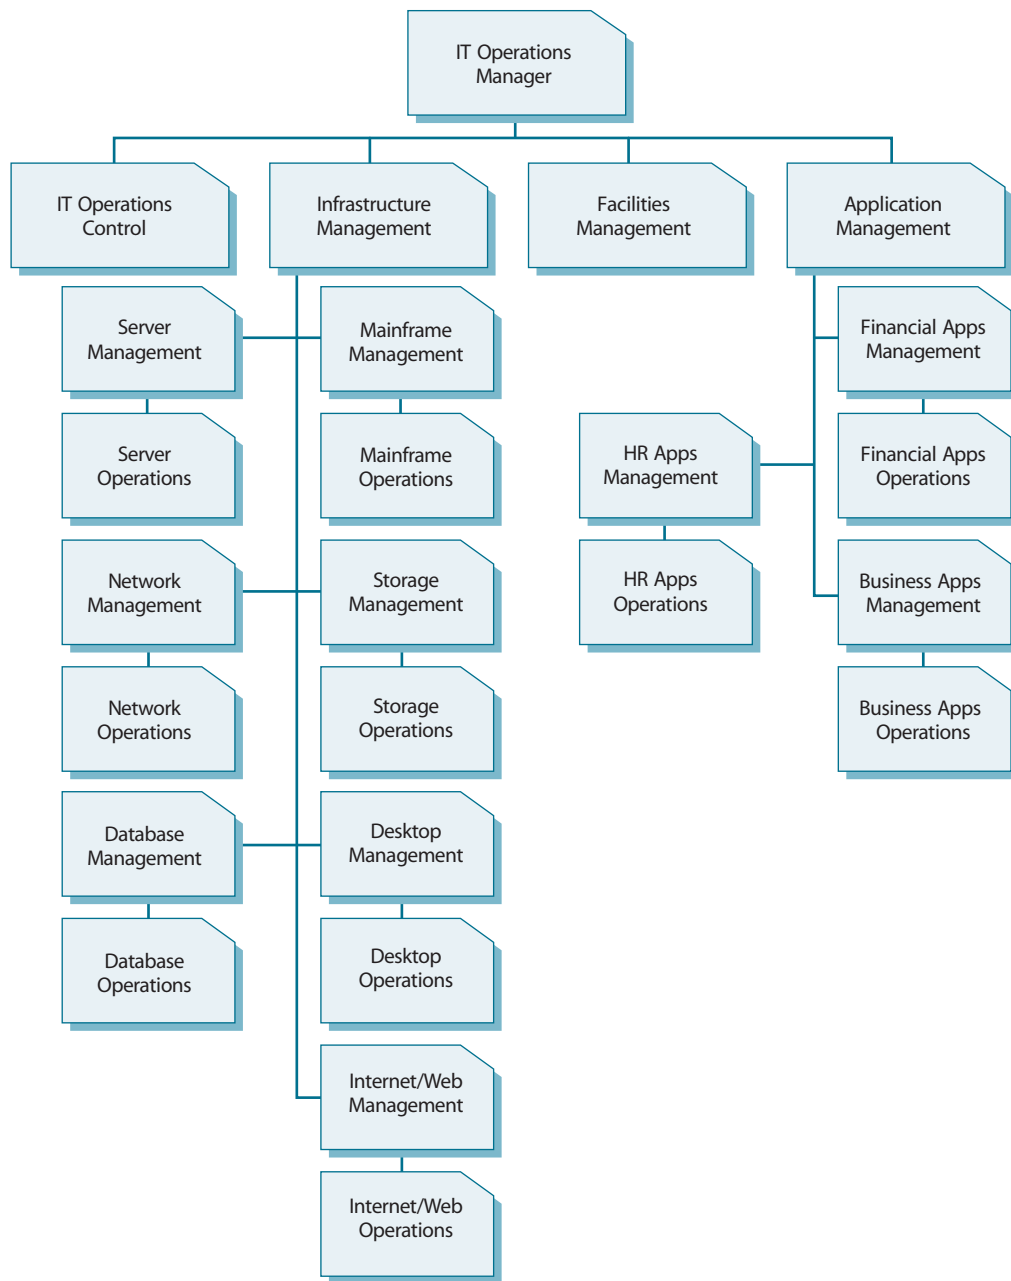 IT Operations
Manager
IT Operations
Control
Infrastructure
Management
Facilities
Management
Application
Management
Server
Management
Mainframe
Management
Financial Apps
Management
Server
Operations
Mainframe
Operations
HR Apps
Management
Financial Apps
Operations
Network
Management
Storage
Management
HR Apps
Operations
Business Apps
Management
Network
Operations
Storage
Operations
Business Apps
Operations
Database
Management
Desktop
Management
Database
Operations
Desktop
Operations
Internet/Web
Management
Internet/Web
Operations